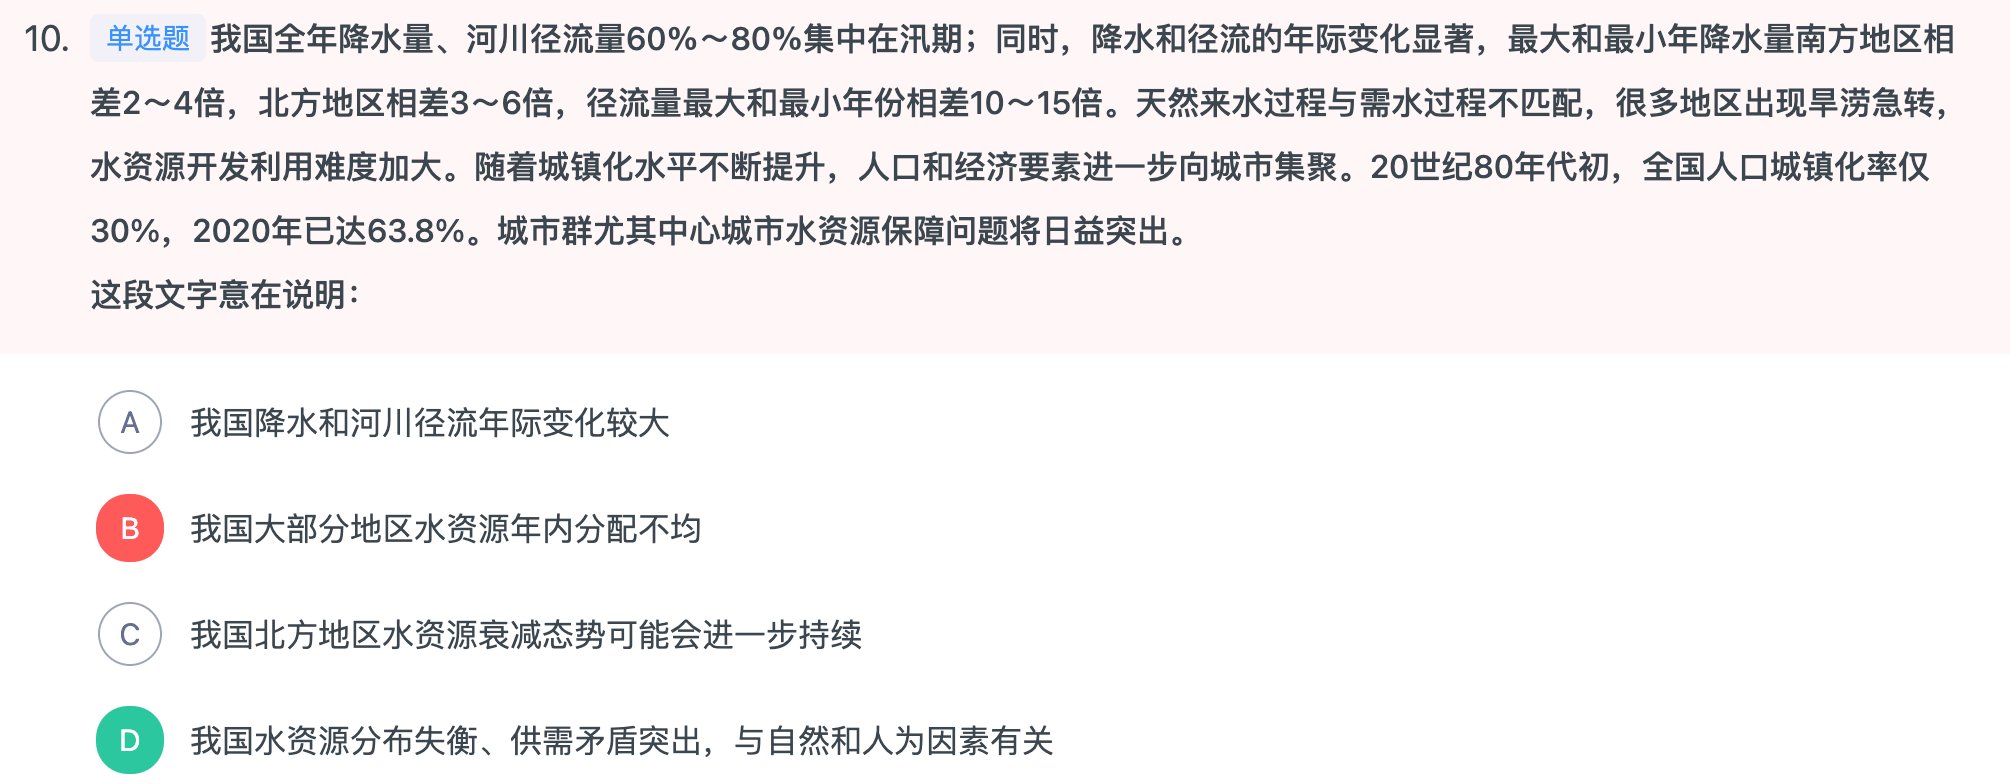 10. 单选题 我国全年降水量、河川径流量60%～80%集中在汛期；同时，降水和径流的年际变化显著，最大和最小年降水量南方地区相
差2～4倍，北方地区相差3～6倍，径流量最大和最小年份相差10～15倍。天然来水过程与需水过程不匹配，很多地区出现旱涝急转，
水资源开发利用难度加大。随着城镇化水平不断提升，人口和经济要素进一步向城市集聚。20世纪80年代初，全国人口城镇化率仅
30%，2020年已达63.8%。城市群尤其中心城市水资源保障问题将日益突出。
这段文字意在说明：
A 我国降水和河川径流年际变化较大
B 我国大部分地区水资源年内分配不均
C 我国北方地区水资源衰减态势可能会进一步持续
D 我国水资源分布失衡、供需矛盾突出，与自然和人为因素有关